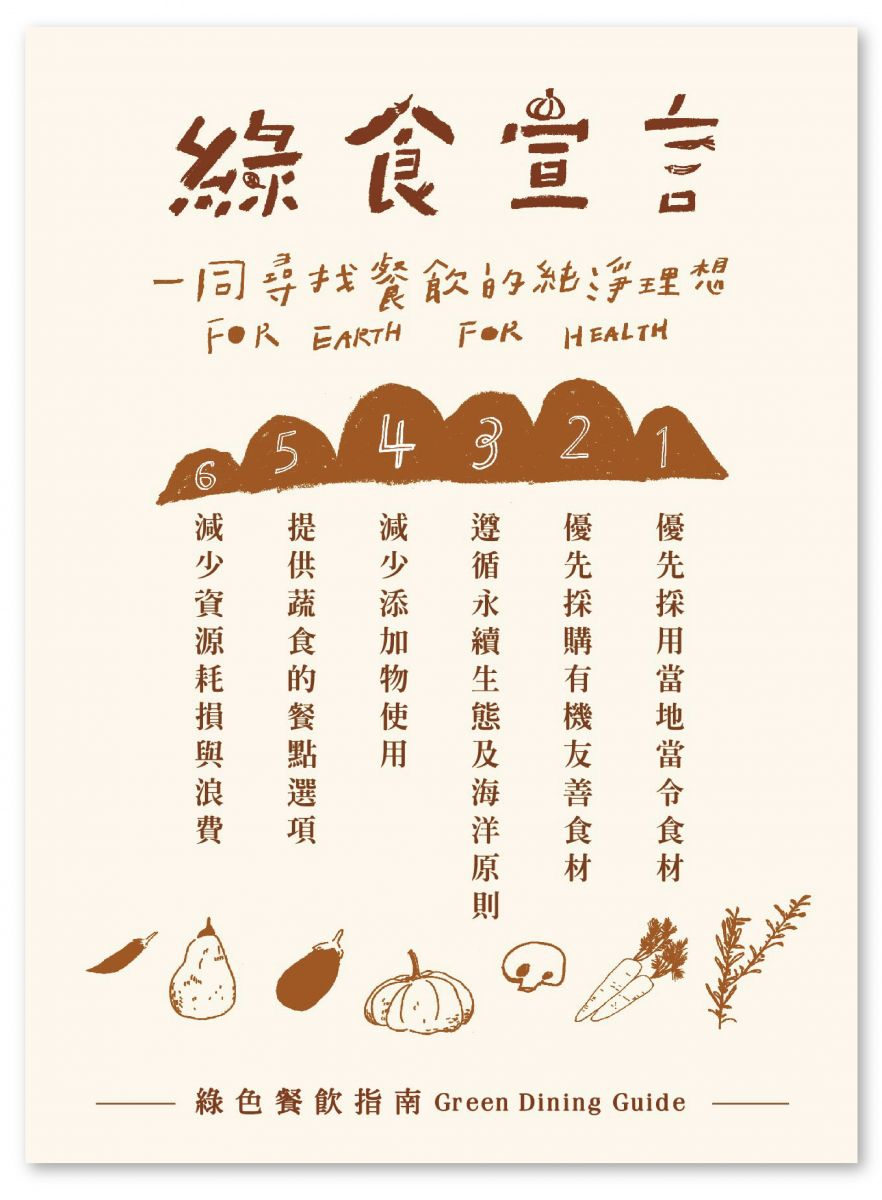 綠食宣言
一同尋找餐飲的純淨理想
FOR EARTH FOR HEALTH
1
優先採用當地當令食材
2
優先採購有機友善食材
3
遵循永續生態及海洋原則
4
減少添加物使用
5
提供蔬食的餐點選項
6
減少資源耗損與浪費
綠色餐飲指南 Green Dining Guide